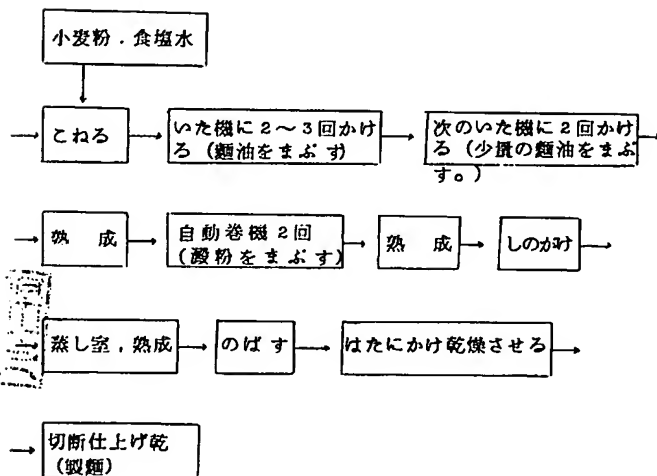 小麦粉．食塩水
こねる
いた機に2～3回かけ
る（麺油をまぶす）
次のいた機に2回かけ
る（少量の麺油をまぶ
す。）
熟 成
自動巻機2回
（澱粉をまぶす）
熟 成
しのがけ
蒸し室，熟成
のばす
はたにかけ乾燥させる
切断仕上げ乾
（製麺）